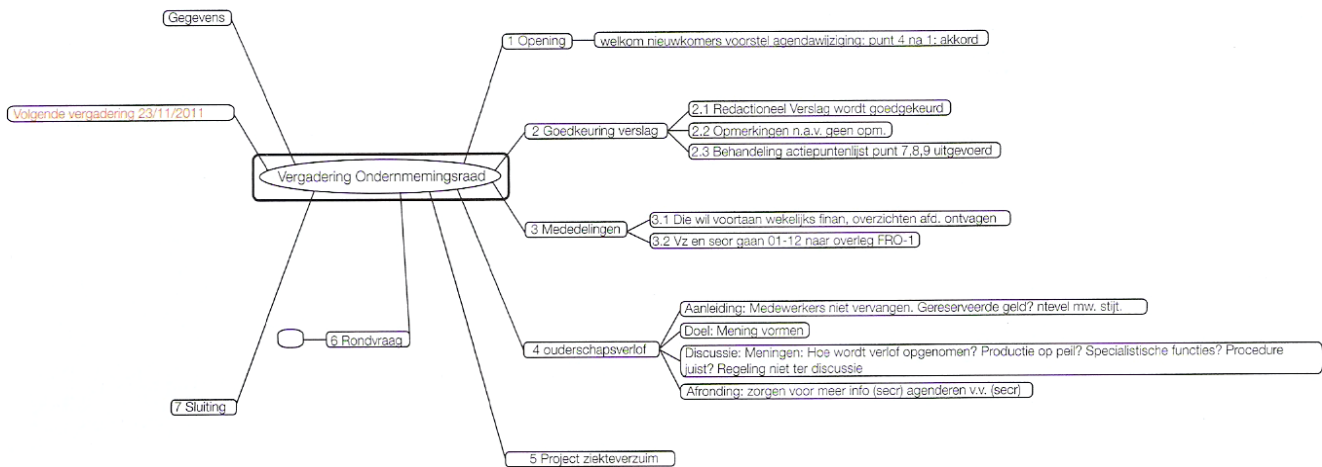 Gegevens
1 Opening
welkom nieuwkomers voorstel agendawijziging: punt 4 na 1: akkord
Volgende vergadering 23/11/2011
2 Goedkeuring verslag
2.1 Redactioneel Verslag wordt goedgekeurd
2.2 Opmerkingen n.a.v. geen opm.
2.3 Behandeling actiepuntenlijst punt 7,8,9 uitgevoerd
Vergadering Ondernmemingsraad
3 Mededelingen
3.1 Die wil voortaan wekelijks finan, overzichten afd. ontvagen
3.2 Vz en seor gaan 01-12 naar overleg FRO-1
4 ouderschapsverlof
Aanleiding: Medewerkers niet vervangen. Gereserveerde geld? ntevel mw. stijt.
Doel: Mening vormen
Discussie: Meningen: Hoe wordt verlof opgenomen? Productie op peil? Specialistische functies? Procedure
juist? Regeling niet ter discussie
Afronding: zorgen voor meer info (secr) agenderen v.v. (secr)
6 Rondvraag
7 Sluiting
5 Project ziekteverzuim